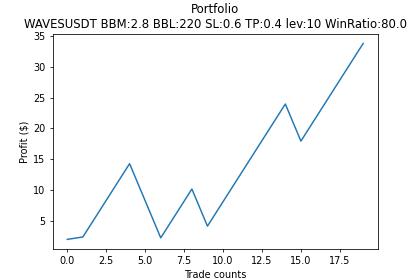 Portfolio
WAVESUSDT BBM:2.8 BBL:220 SL:0.6 TP:0.4 lev:10 WinRatio:80.0
35
30
25
20
15
10
5
Profit ($)
0.0 2.5 5.0 7.5 10.0 12.5 15.0 17.5
Trade counts